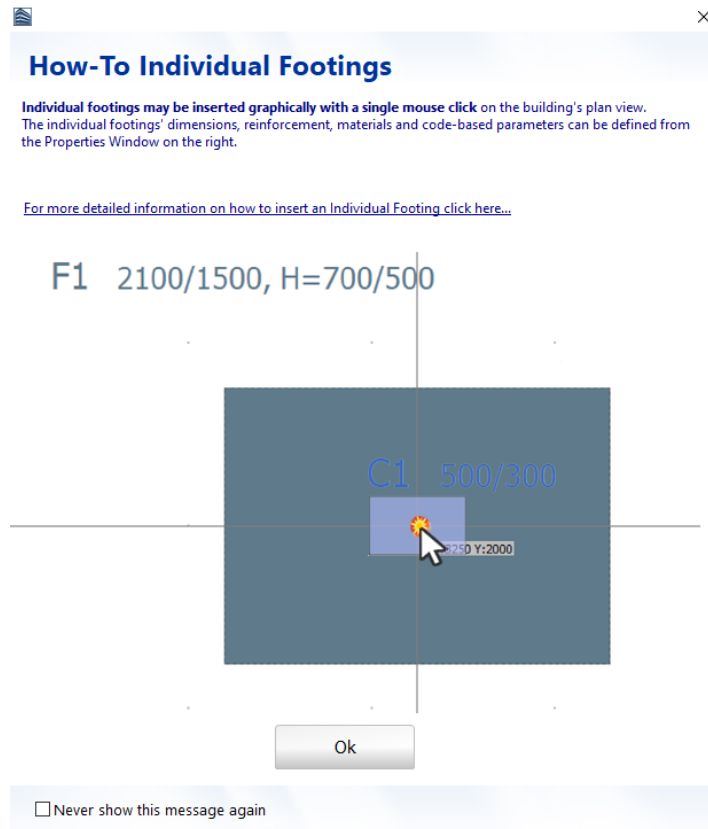 How-To Individual Footings
Individual footings may be inserted graphically with a single mouse click on the building's plan view.
The individual footings' dimensions, reinforcement, materials and code-based parameters can be defined from
the Properties Window on the right.
For more detailed information on how to insert an Individual Footing click here...
F1 2100/1500, H=700/500
C1 500/300
Y:2000
Ok
Never show this message again